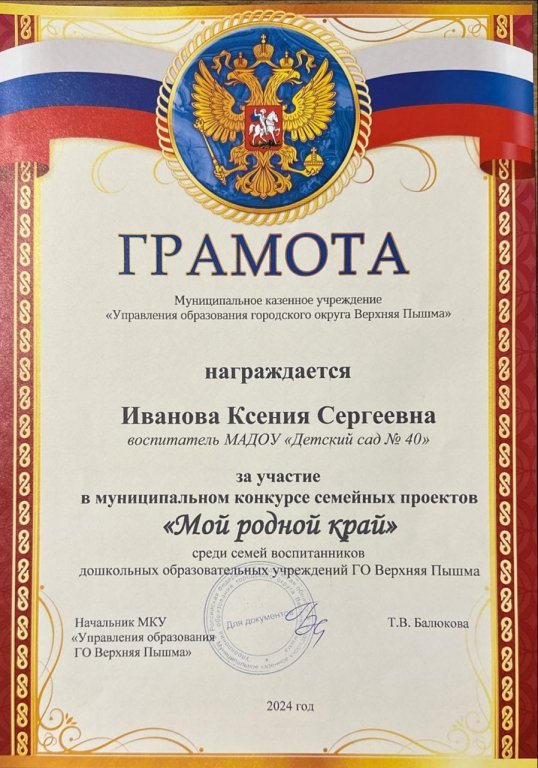 ГРАМОТА
Муниципальное казенное учреждение
«Управления образования городского округа Верхняя Пышма»
награждается
Иванова Ксения Сергеевна
воспитатель МАДОУ «Детский сад № 40»
за участие
в муниципальном конкурсе семейных проектов
«Мой родной край»
среди семей воспитанников
дошкольных образовательных учреждений ГО Верхняя Пышма
Начальник МКУ
«Управления образования
ГО Верхняя Пышма»
Для документов
Т.В. Балюкова
2024 год